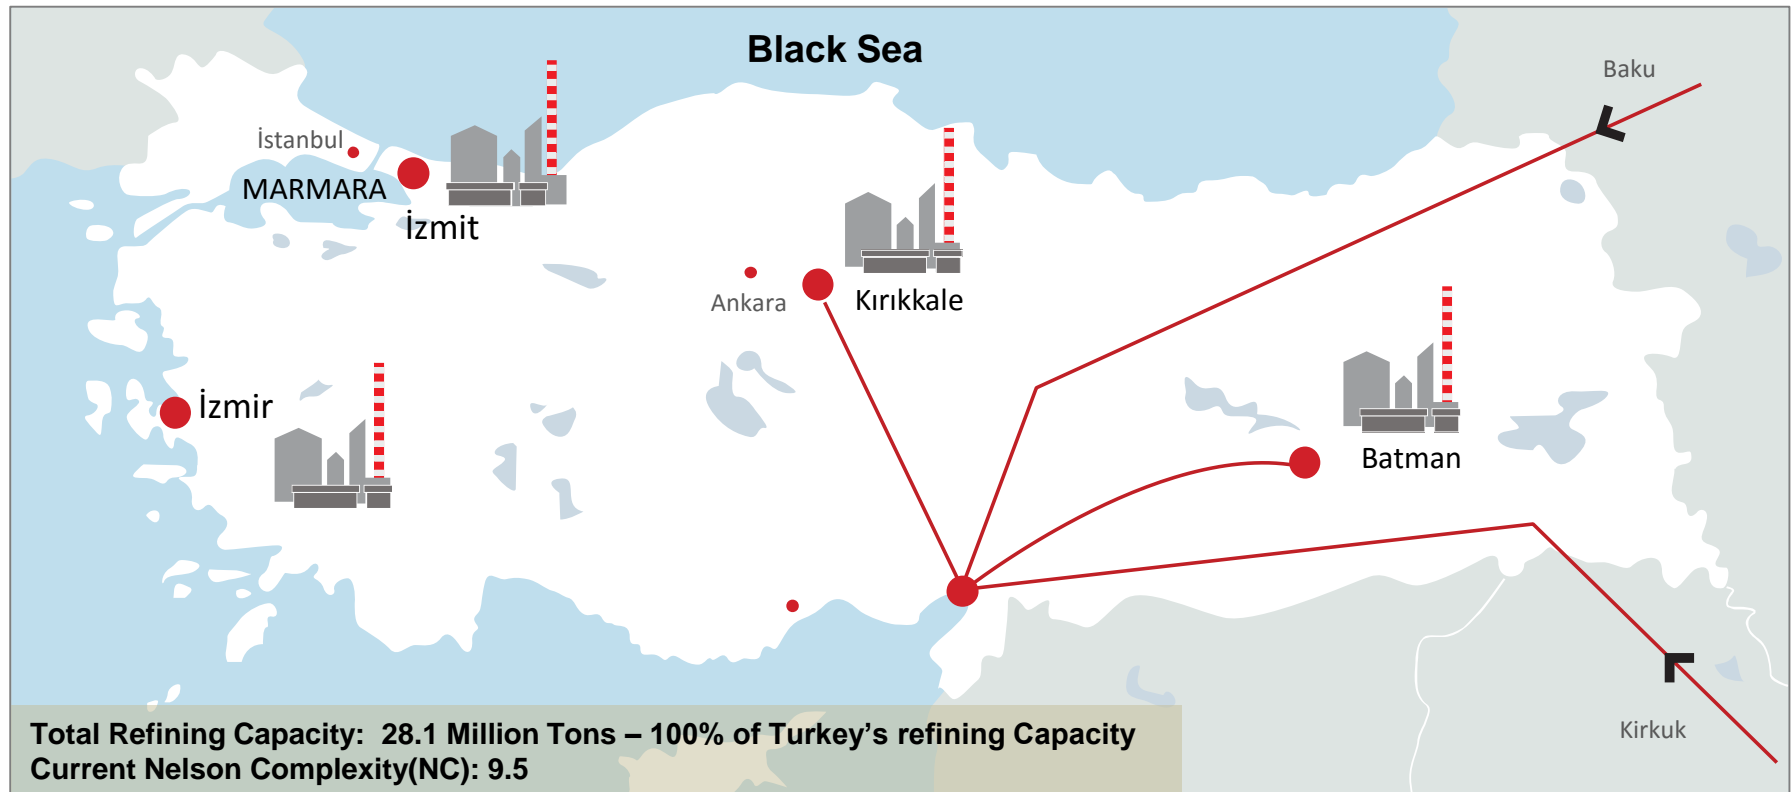 Black Sea
Baku
İstanbul
MARMARA
İzmit
Ankara
Kırıkkale
İzmir
Batman
Kirkuk
Total Refining Capacity: 28.1 Million Tons – 100% of Turkey's refining Capacity
Current Nelson Complexity(NC): 9.5